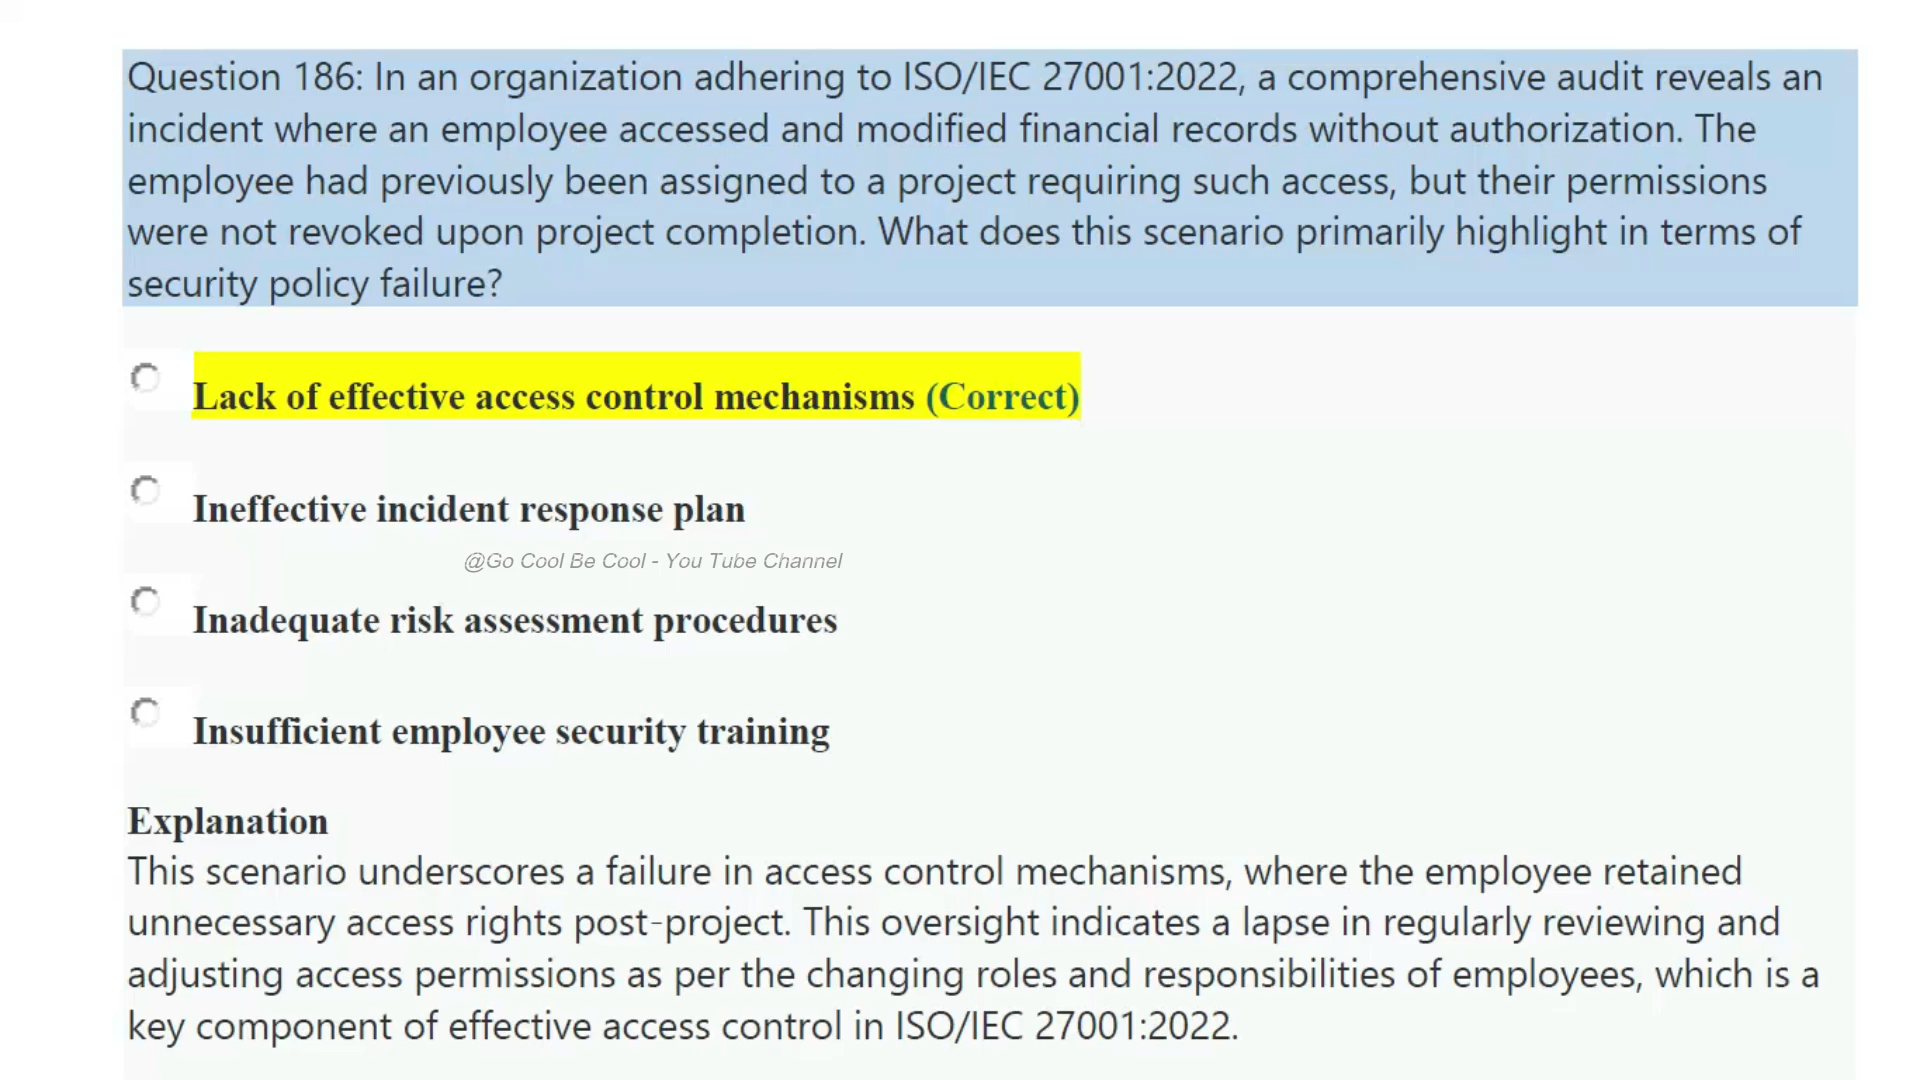 Question 186: In an organization adhering to ISO/IEC 27001:2022, a comprehensive audit reveals an
incident where an employee accessed and modified financial records without authorization. The
employee had previously been assigned to a project requiring such access, but their permissions
were not revoked upon project completion. What does this scenario primarily highlight in terms of
security policy failure?
Lack of effective access control mechanisms (Correct)
Ineffective incident response plan
@Go Cool Be Cool - You Tube Channel
Inadequate risk assessment procedures
Insufficient employee security training
Explanation
This scenario underscores a failure in access control mechanisms, where the employee retained
unnecessary access rights post-project. This oversight indicates a lapse in regularly reviewing and
adjusting access permissions as per the changing roles and responsibilities of employees, which is a
key component of effective access control in ISO/IEC 27001:2022.